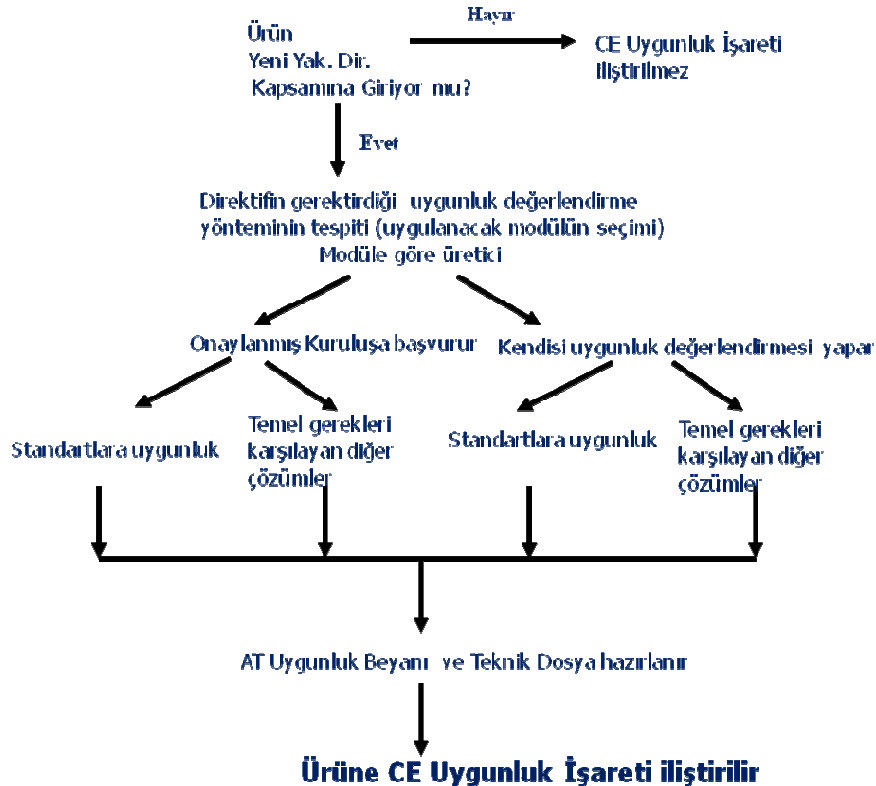 Hayır
Ürün
Yeni Yak. Dir.
Kapsamına Giriyor mu?
CE Uygunluk İşareti
iliştirilmez
Evet
Direktifin gerektirdiği uygunluk değerlendirme
yönteminin tespiti (uygulanacak modülün seçimi)
Modüle göre üretici
Onaylanmış Kuruluşa başvurur
Kendisi uygunluk değerlendirmesi yapar
Standartlara uygunluk
Temel gerekleri
karşılayan diğer
çözümler
Standartlara uygunluk
Temel gerekleri
karşılayan diğer
çözümler
AT Uygunluk Beyanı ve Teknik Dosya hazırlanır
Ürüne CE Uygunluk İşareti iliştirilir